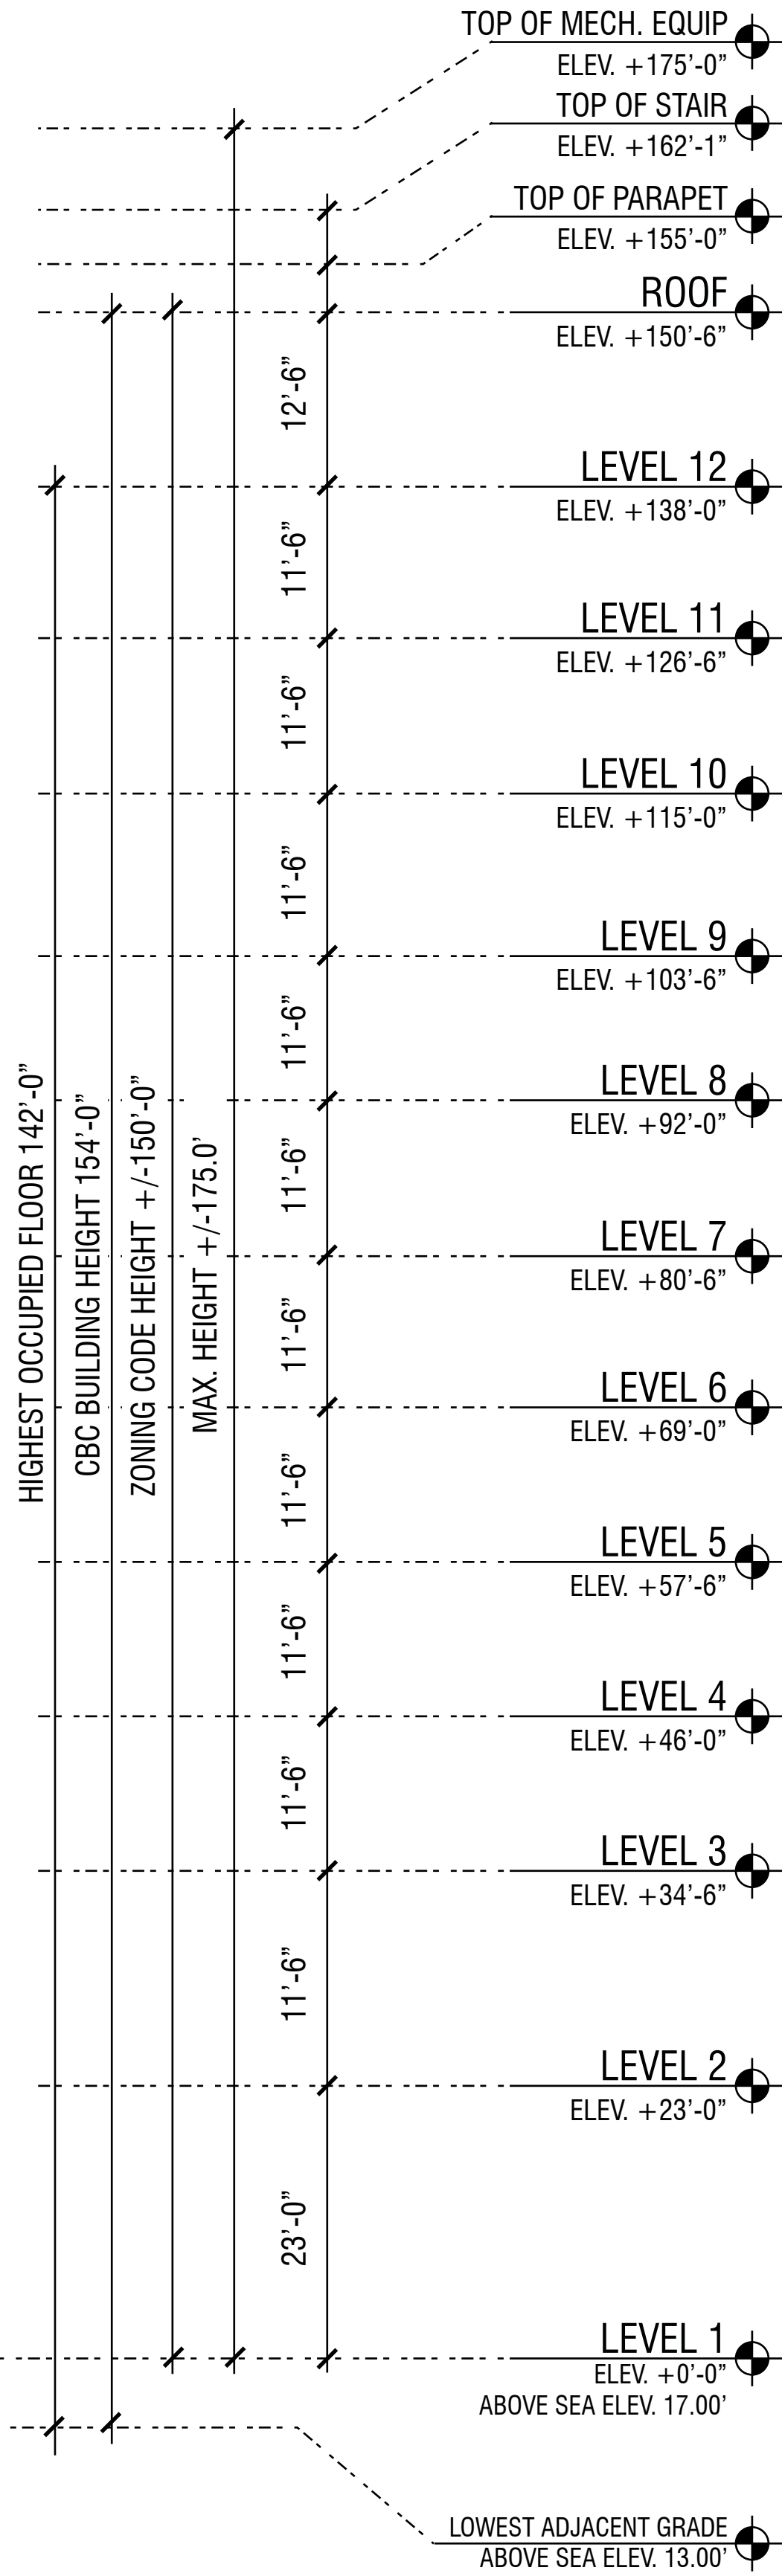 TOP OF MECH. EQUIP
ELEV. +175’-0”
TOP OF STAIR
ELEV. +162’-1”
TOP OF PARAPET
ELEV. +155’-0”
ROOF
ELEV. +150’-6”
12’-6”
LEVEL 12
ELEV. +138’-0”
11’-6”
LEVEL 11
ELEV. +126’-6”
11’-6”
LEVEL 10
ELEV. +115’-0”
11’-6”
LEVEL 9
ELEV. +103’-6”
11’-6”
LEVEL 8
ELEV. +92’-0”
11’-6”
LEVEL 7
ELEV. +80’-6”
11’-6”
LEVEL 6
ELEV. +69’-0”
11’-6”
LEVEL 5
ELEV. +57’-6”
11’-6”
LEVEL 4
ELEV. +46’-0”
11’-6”
LEVEL 3
ELEV. +34’-6”
11’-6”
LEVEL 2
ELEV. +23’-0”
23’-0”
LEVEL 1
ELEV. +0’-0”
ABOVE SEA ELEV. 17.00’
LOWEST ADJACENT GRADE
ABOVE SEA ELEV. 13.00’
HIGHEST OCCUPIED FLOOR 142’-0”
CBC BUILDING HEIGHT 154’-0”
ZONING CODE HEIGHT +/-150’-0”
MAX. HEIGHT +/-175.0’